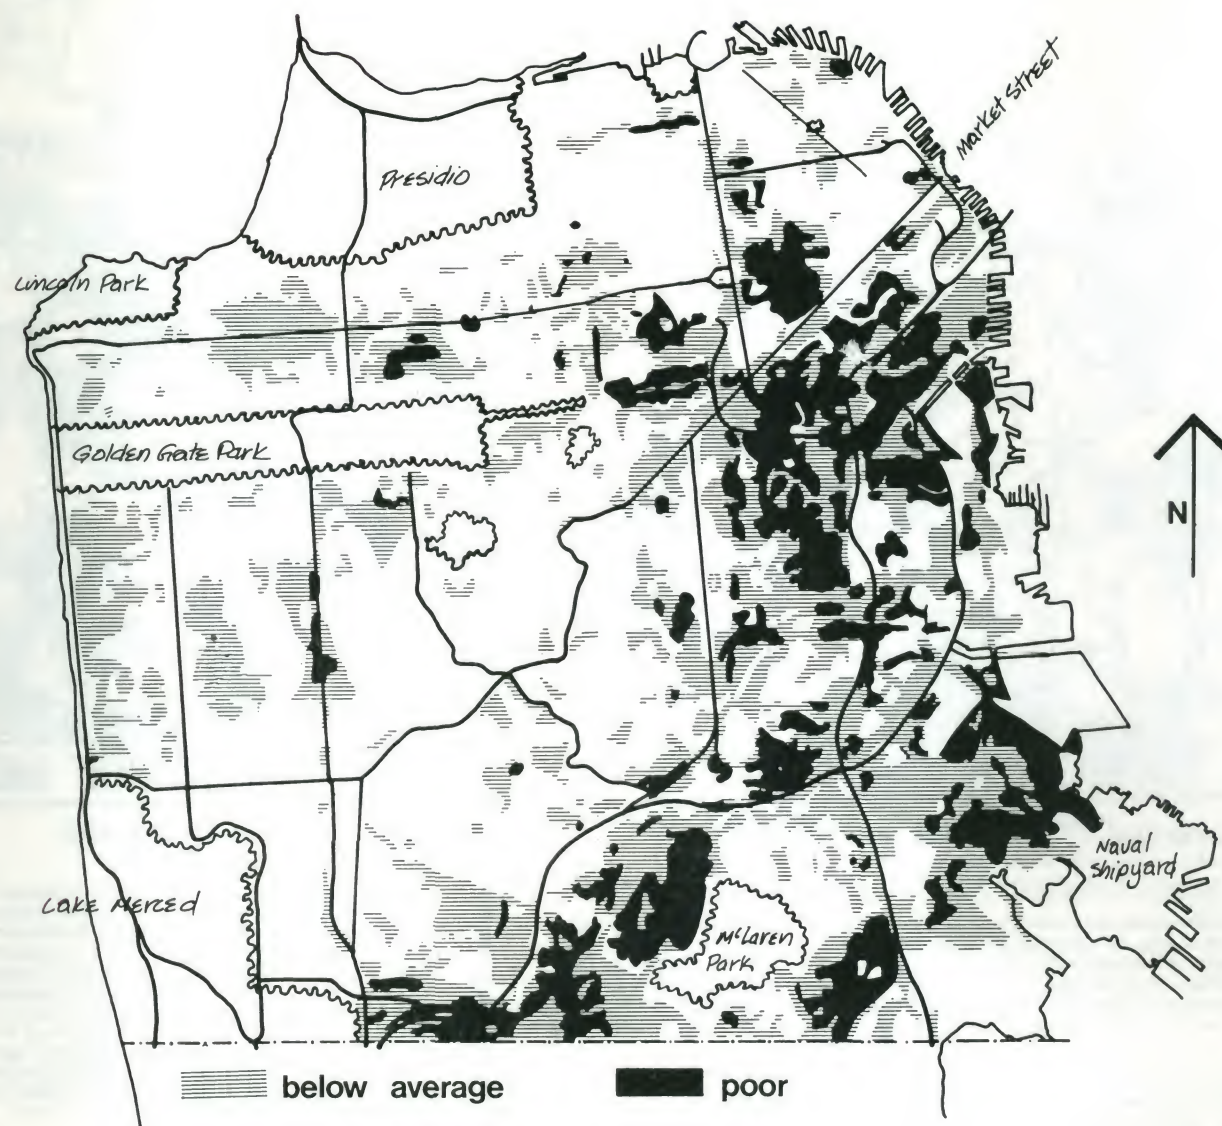 Market Street
Presidio
Lincoln Park
Golden Gate Park
N
Naval
Shipyard
Lake Merced
McLaren
Park
below average
poor